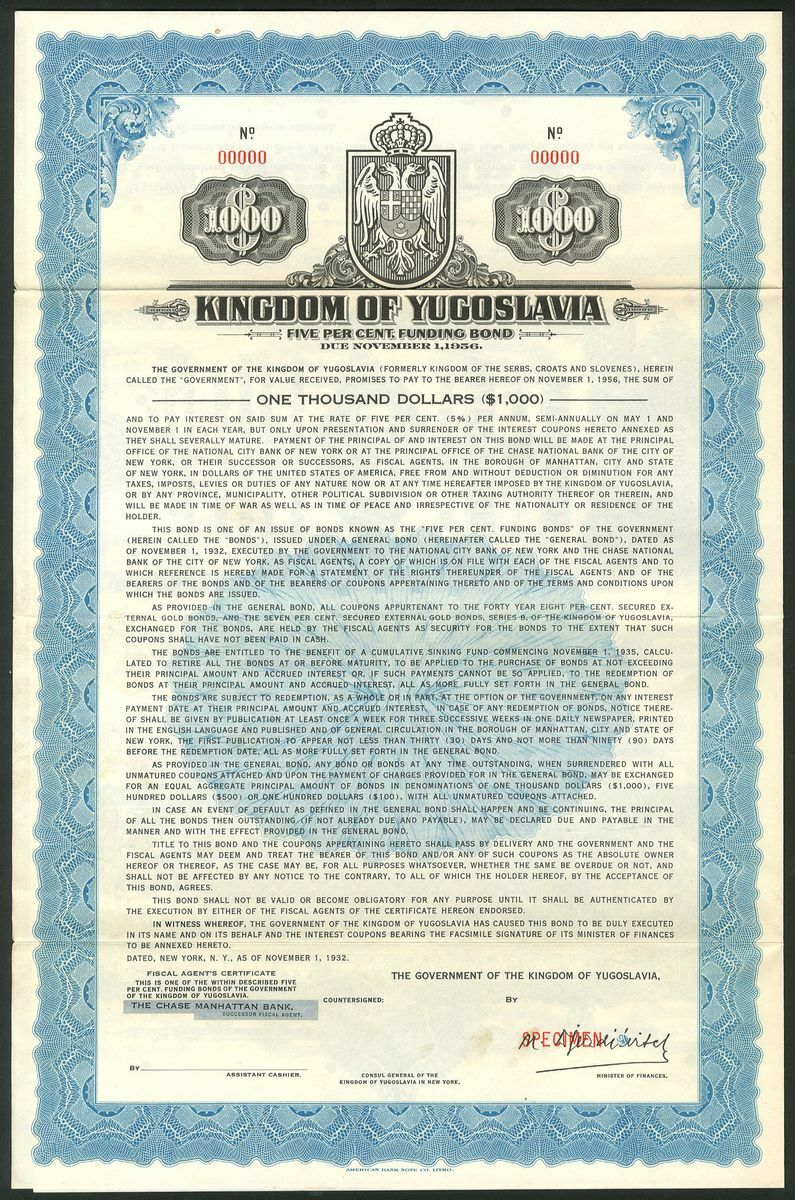 Nº Nº
00000 00000
$1000 $1000
KINGDOM OF YUGOSLAVIA
FIVE PER CENT. FUNDING BOND
DUE NOVEMBER 1, 1956.
THE GOVERNMENT OF THE KINGDOM OF YUGOSLAVIA (FORMERLY KINGDOM OF THE SERBS, CROATS AND SLOVENES), HEREIN
CALLED THE "GOVERNMENT", FOR VALUE RECEIVED, PROMISES TO PAY TO THE BEARER HEREOF ON NOVEMBER 1, 1956, THE SUM OF
ONE THOUSAND DOLLARS ($1,000)
AND TO PAY INTEREST ON SAID SUM AT THE RATE OF FIVE PER CENT. (5%) PER ANNUM, SEMI-ANNUALLY ON MAY 1 AND
NOVEMBER 1 IN EACH YEAR, BUT ONLY UPON PRESENTATION AND SURRENDER OF THE INTEREST COUPONS HERETO ANNEXED AS
THEY SHALL SEVERALLY MATURE. PAYMENT OF THE PRINCIPAL OF AND INTEREST ON THIS BOND WILL BE MADE AT THE PRINCIPAL
OFFICE OF THE NATIONAL CITY BANK OF NEW YORK OR AT THE PRINCIPAL OFFICE OF THE CHASE NATIONAL BANK OF THE CITY OF
NEW YORK, OR THEIR SUCCESSOR OR SUCCESSORS, AS FISCAL AGENTS, IN THE BOROUGH OF MANHATTAN, CITY AND STATE
OF NEW YORK, IN DOLLARS OF THE UNITED STATES OF AMERICA, FREE FROM AND WITHOUT DEDUCTION OR DIMINUTION FOR ANY
TAXES, IMPOSTS, LEVIES OR DUTIES OF ANY NATURE NOW OR AT ANY TIME HEREAFTER IMPOSED BY THE KINGDOM OF YUGOSLAVIA,
OR BY ANY PROVINCE, MUNICIPALITY, OTHER POLITICAL SUBDIVISION OR OTHER TAXING AUTHORITY THEREOF OR THEREIN, AND
WILL BE MADE IN TIME OF WAR AS WELL AS IN TIME OF PEACE AND IRRESPECTIVE OF THE NATIONALITY OR RESIDENCE OF THE
HOLDER.
THIS BOND IS ONE OF AN ISSUE OF BONDS KNOWN AS THE "FIVE PER CENT. FUNDING BONDS" OF THE GOVERNMENT
(HEREIN CALLED THE "BONDS"), ISSUED UNDER A GENERAL BOND (HEREINAFTER CALLED THE "GENERAL BOND"), DATED AS
OF NOVEMBER 1, 1932, EXECUTED BY THE GOVERNMENT TO THE NATIONAL CITY BANK OF NEW YORK AND THE CHASE NATIONAL
BANK OF THE CITY OF NEW YORK, AS FISCAL AGENTS, A COPY OF WHICH IS ON FILE WITH EACH OF THE FISCAL AGENTS AND TO
WHICH REFERENCE IS HEREBY MADE FOR A STATEMENT OF THE RIGHTS THEREUNDER OF THE FISCAL AGENTS AND OF THE
BEARERS OF THE BONDS AND OF THE BEARERS OF COUPONS APPERTAINING THERETO AND OF THE TERMS AND CONDITIONS UPON
WHICH THE BONDS ARE ISSUED.
AS PROVIDED IN THE GENERAL BOND, ALL COUPONS APPURTENANT TO THE FORTY YEAR EIGHT PER CENT. SECURED EX-
TERNAL GOLD BONDS, AND THE SEVEN PER CENT. SECURED EXTERNAL GOLD BONDS, SERIES B, OF THE KINGDOM OF YUGOSLAVIA,
EXCHANGED FOR THE BONDS, ARE HELD BY THE FISCAL AGENTS AS SECURITY FOR THE BONDS TO THE EXTENT THAT SUCH
COUPONS SHALL NOT HAVE BEEN PAID IN CASH.
THE BONDS ARE ENTITLED TO THE BENEFIT OF A CUMULATIVE SINKING FUND COMMENCING NOVEMBER 1, 1935, CALCU-
LATED TO RETIRE ALL THE BONDS AT OR BEFORE MATURITY, TO BE APPLIED TO THE PURCHASE OF BONDS AT NOT EXCEEDING
THEIR PRINCIPAL AMOUNT AND ACCRUED INTEREST OR, IF SUCH PAYMENTS CANNOT BE SO APPLIED, TO THE REDEMPTION OF
BONDS AT THEIR PRINCIPAL AMOUNT AND ACCRUED INTEREST, ALL AS MORE FULLY SET FORTH IN THE GENERAL BOND.
THE BONDS ARE SUBJECT TO REDEMPTION, AS A WHOLE OR IN PART, AT THE OPTION OF THE GOVERNMENT, ON ANY INTEREST
PAYMENT DATE AT THEIR PRINCIPAL AMOUNT AND ACCRUED INTEREST. IN CASE OF ANY REDEMPTION OF BONDS, NOTICE THERE-
OF SHALL BE GIVEN BY PUBLICATION AT LEAST ONCE A WEEK FOR THREE SUCCESSIVE WEEKS IN ONE DAILY NEWSPAPER, PRINTED
IN THE ENGLISH LANGUAGE AND PUBLISHED AND OF GENERAL CIRCULATION IN THE BOROUGH OF MANHATTAN, CITY AND STATE OF
NEW YORK, THE FIRST PUBLICATION TO APPEAR NOT LESS THAN THIRTY (30) DAYS AND NOT MORE THAN NINETY (90) DAYS
BEFORE THE REDEMPTION DATE, ALL AS MORE FULLY SET FORTH IN THE GENERAL BOND.
AS PROVIDED IN THE GENERAL BOND, ANY BOND OR BONDS AT ANY TIME OUTSTANDING, WHEN SURRENDERED WITH ALL
UNMATURED COUPONS ATTACHED AND UPON THE PAYMENT OF CHARGES PROVIDED FOR IN THE GENERAL BOND, MAY BE EXCHANGED
FOR AN EQUAL AGGREGATE PRINCIPAL AMOUNT OF BONDS IN DENOMINATIONS OF ONE THOUSAND DOLLARS ($1,000), FIVE
HUNDRED DOLLARS ($500) OR ONE HUNDRED DOLLARS ($100), WITH ALL UNMATURED COUPONS ATTACHED.
IN CASE AN EVENT OF DEFAULT AS DEFINED IN THE GENERAL BOND SHALL HAPPEN AND BE CONTINUING, THE PRINCIPAL
OF ALL THE BONDS THEN OUTSTANDING (IF NOT ALREADY DUE AND PAYABLE), MAY BE DECLARED DUE AND PAYABLE IN THE
MANNER AND WITH THE EFFECT PROVIDED IN THE GENERAL BOND.
TITLE TO THIS BOND AND THE COUPONS APPERTAINING HERETO SHALL PASS BY DELIVERY AND THE GOVERNMENT AND THE
FISCAL AGENTS MAY DEEM AND TREAT THE BEARER OF THIS BOND AND/OR ANY OF SUCH COUPONS AS THE ABSOLUTE OWNER
HEREOF OR THEREOF, AS THE CASE MAY BE, FOR ALL PURPOSES WHATSOEVER, WHETHER THE SAME BE OVERDUE OR NOT, AND
SHALL NOT BE AFFECTED BY ANY NOTICE TO THE CONTRARY, TO ALL OF WHICH THE HOLDER HEREOF, BY THE ACCEPTANCE OF
THIS BOND, AGREES.
THIS BOND SHALL NOT BE VALID OR BECOME OBLIGATORY FOR ANY PURPOSE UNTIL IT SHALL BE AUTHENTICATED BY
THE EXECUTION BY EITHER OF THE FISCAL AGENTS OF THE CERTIFICATE HEREON ENDORSED.
IN WITNESS WHEREOF, THE GOVERNMENT OF THE KINGDOM OF YUGOSLAVIA HAS CAUSED THIS BOND TO BE DULY EXECUTED
IN ITS NAME AND ON ITS BEHALF AND THE INTEREST COUPONS BEARING THE FACSIMILE SIGNATURE OF ITS MINISTER OF FINANCES
TO BE ANNEXED HERETO.
DATED, NEW YORK, N. Y., AS OF NOVEMBER 1, 1932.
FISCAL AGENT'S CERTIFICATE
THIS IS ONE OF THE WITHIN DESCRIBED FIVE
PER CENT. FUNDING BONDS OF THE GOVERNMENT
OF THE KINGDOM OF YUGOSLAVIA.
THE CHASE MANHATTAN BANK,
SUCCESSOR FISCAL AGENT.
BY
ASSISTANT CASHIER.
COUNTERSIGNED:
CONSUL GENERAL OF THE
KINGDOM OF YUGOSLAVIA IN NEW YORK.
THE GOVERNMENT OF THE KINGDOM OF YUGOSLAVIA,
BY
SPECIMEN
MINISTER OF FINANCES.
AMERICAN BANK NOTE CO. LITHO.